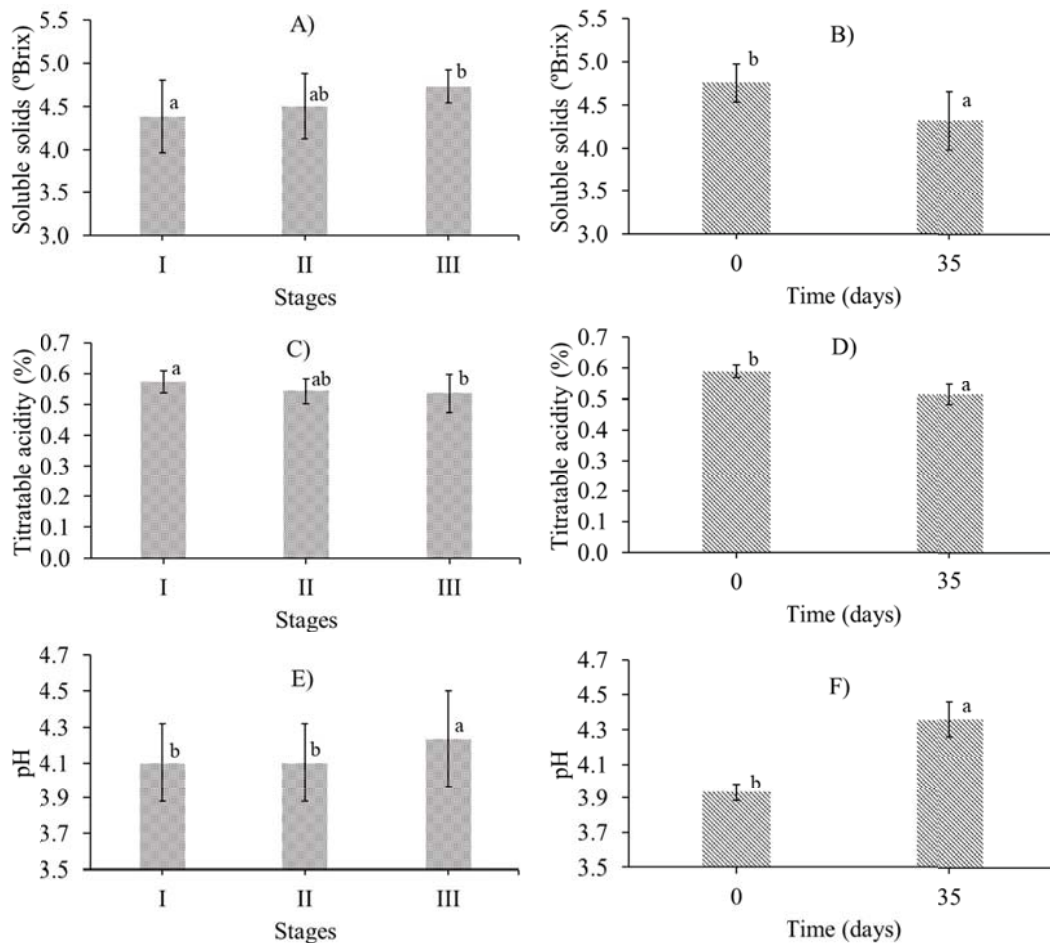 A)
Soluble solids (ºBrix)
5.5
5.0
4.5
4.0
3.5
3.0
a
ab
b
I II III
Stages
B)
Soluble solids (ºBrix)
5.5
5.0
4.5
4.0
3.5
3.0
b
a
0 35
Time (days)
C)
Titratable acidity (%)
0.7
0.6
0.5
0.4
0.3
0.2
0.1
0.0
a
ab
b
I II III
Stages
D)
Titratable acidity (%)
0.7
0.6
0.5
0.4
0.3
0.2
0.1
0.0
b
a
0 35
Time (days)
E)
pH
4.7
4.5
4.3
4.1
3.9
3.7
3.5
b
b
a
I II III
Stages
F)
pH
4.7
4.5
4.3
4.1
3.9
3.7
3.5
b
a
0 35
Time (days)